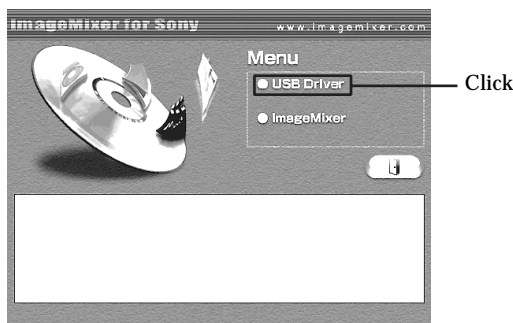 ImageMixer for Sony
www.imagemixer.com
Menu
USB Driver
Click
ImageMixer